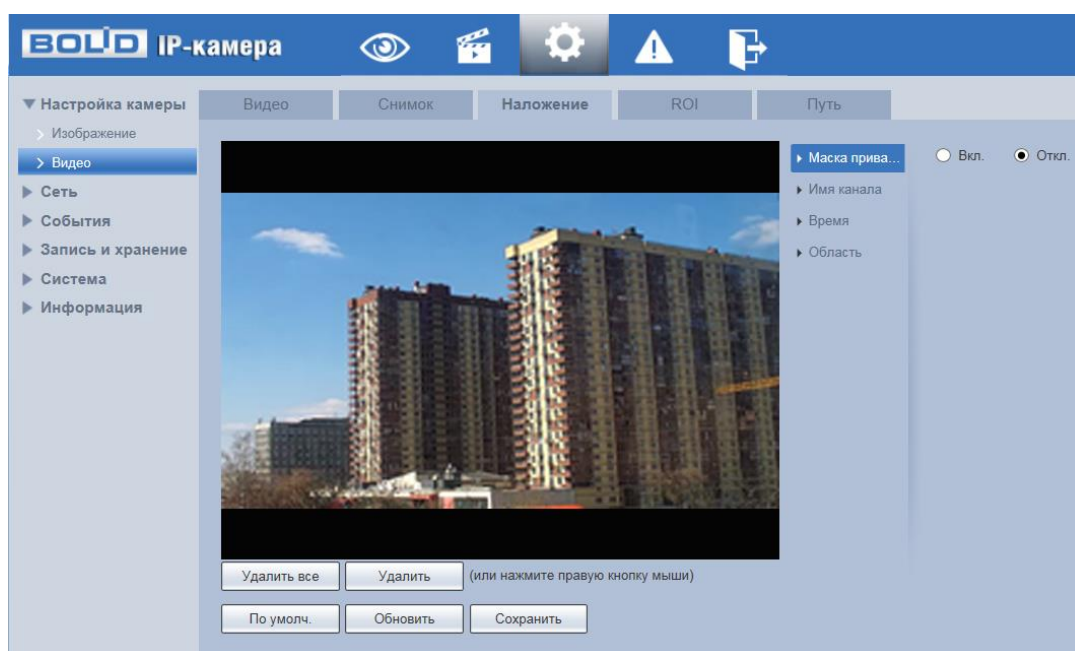 BOLID IP-камера
Настройка камеры
Изображение
Видео
Сеть
События
Запись и хранение
Система
Информация
Видео Снимок Наложение ROI Путь
Маска прива...
Имя канала
Время
Область
Вкл. Откл.
Удалить все Удалить (или нажмите правую кнопку мыши)
По умолч. Обновить Сохранить